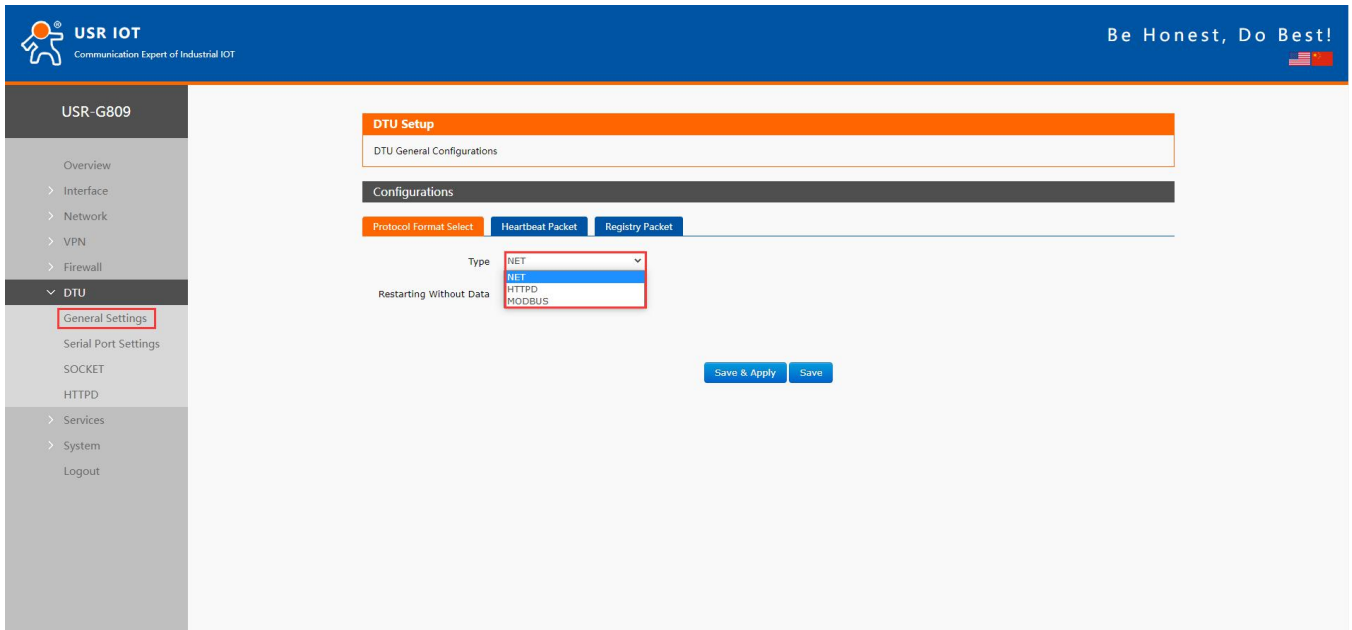 USR IOT
Communication Expert of Industrial IOT
Be Honest, Do Best!
USR-G809
Overview
Interface
Network
VPN
Firewall
DTU
General Settings
Serial Port Settings
SOCKET
HTTPD
Services
System
Logout
DTU Setup
DTU General Configurations
Configurations
Protocol Format Select Heartbeat Packet Registry Packet
Type NET
NET
HTTPD
MODBUS
Restarting Without Data
Save & Apply Save